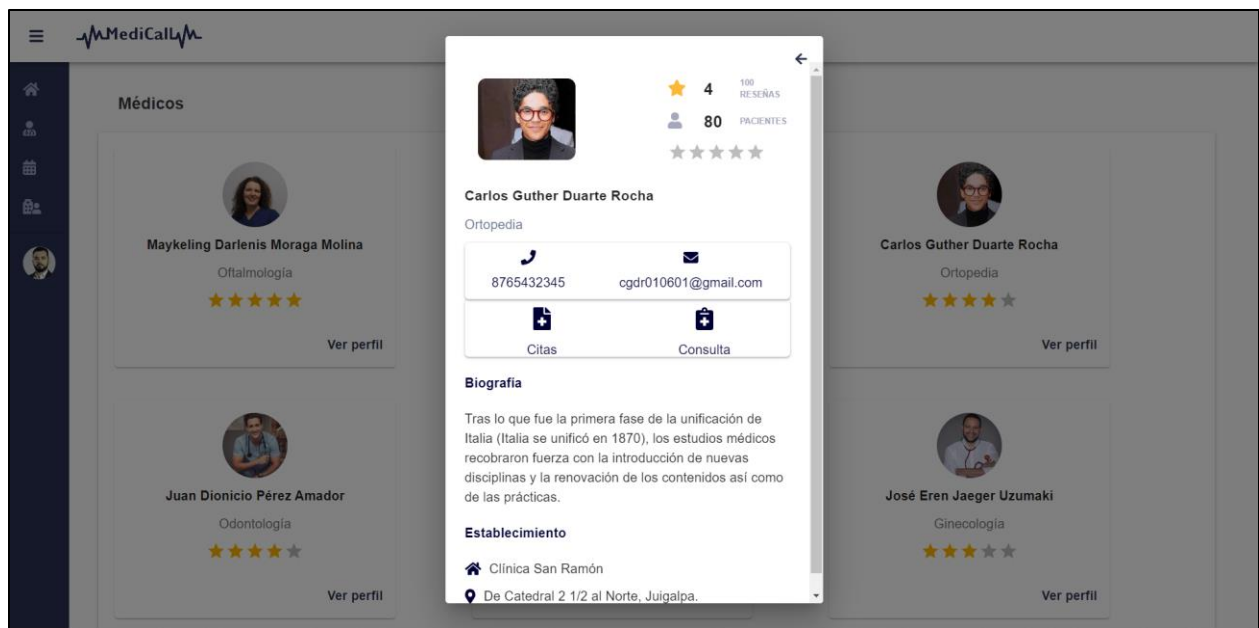 MediCall
Médicos
Maykeling Darlenis Moraga Molina
Oftalmología
Ver perfil
Juan Dionicio Pérez Amador
Odontología
Ver perfil
4
100
RESEÑAS
80
PACIENTES
Carlos Guther Duarte Rocha
Ortopedia
8765432345
cgdr010601@gmail.com
Citas
Consulta
Biografía
Tras lo que fue la primera fase de la unificación de
Italia (Italia se unificó en 1870), los estudios médicos
recobraron fuerza con la introducción de nuevas
disciplinas y la renovación de los contenidos así como
de las prácticas.
Establecimiento
Clínica San Ramón
De Catedral 2 1/2 al Norte, Juigalpa.
Carlos Guther Duarte Rocha
Ortopedia
Ver perfil
José Eren Jaeger Uzumaki
Ginecología
Ver perfil